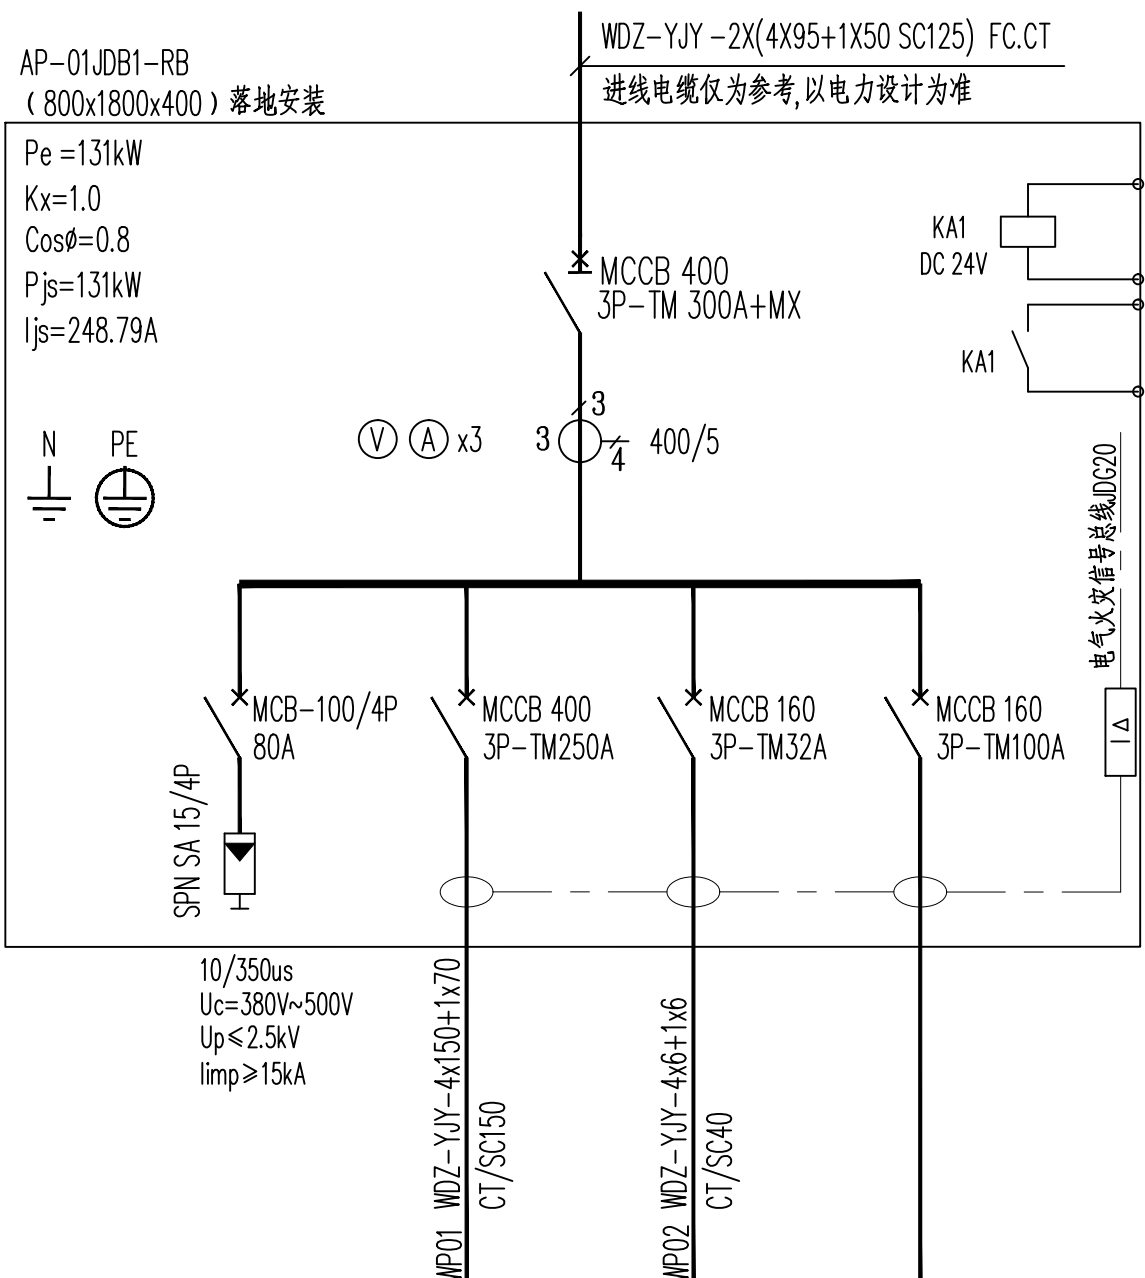 WDZ-YJY -2X(4X95+1X50 SC125) FC.CT
进线电缆仅为参考,以电力设计为准
AP-01JDB1-RB
(800x1800x400)落地安装
Pe =131kW
Kx=1.0
CosØ=0.8
Pjs=131kW
Ijs=248.79A
KA1
DC 24V
KA1
MCCB 400
3P-TM 300A+MX
N
PE
V
A
x3
3
3
4
400/5
电气火灾信号总线JDG20
MCB-100/4P
80A
MCCB 400
3P-TM250A
MCCB 160
3P-TM32A
MCCB 160
3P-TM100A
I Δ
SPN SA 15/4P
10/350us
Uc=380V~500V
Up≤2.5kV
Iimp≥15kA
WP01 WDZ-YJY-4x150+1x70
CT/SC150
WP02 WDZ-YJY-4x6+1x6
CT/SC40